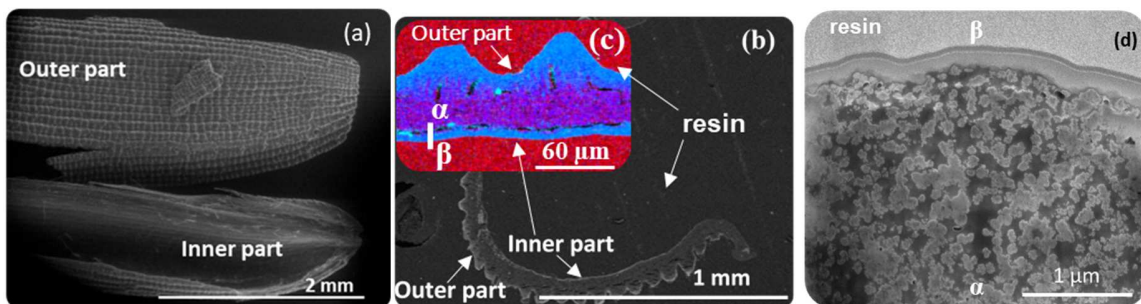 (a)
Outer part
Inner part
2 mm
Outer part
(c)
(b)
α
β
60 µm
resin
Inner part
Outer part
1 mm
resin
β
(d)
1 µm
α